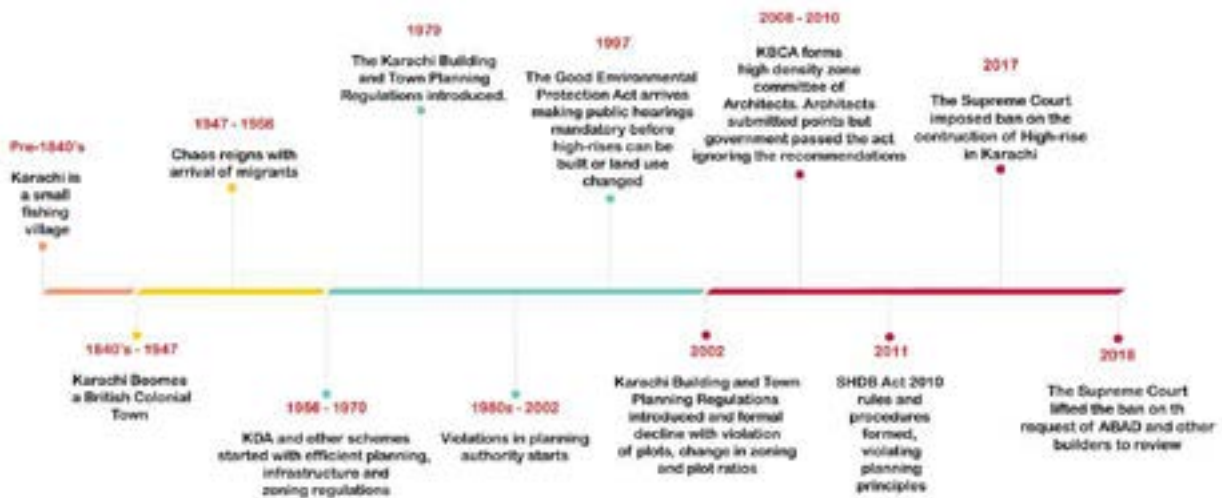 Pre-1840's
Karachi is
a small
fishing
village
1840's - 1947
Karachi Beomes
a British Colonial
Town
1947 - 1956
Chaos reigns with
arrival of migrants
1956 - 1970
KDA and other schemes
started with efficient planning,
infrastructure and
zoning regulations
1979
The Karachi Building
and Town Planning
Regulations introduced.
1980s - 2002
Violations in planning
authority starts
1997
The Good Environmental
Protection Act arrives
making public hearings
mandatory before
high-rises can be
built or land use
changed
2002
Karachi Building and Town
Planning Regulations
introduced and formal
decline with violation
of plots, change in zoning
and plot ratios
2008 - 2010
KBCA forms
high density zone
committee of
Architects. Architects
submitted points but
government passed the act
ignoring the recommendations
2011
SHDB Act 2010
rules and
procedures
formed,
violating
planning
principles
2017
The Supreme Court
imposed ban on the
contruction of High-rise
in Karachi
2018
The Supreme Court
lifted the ban on th
request of ABAD and other
builders to review